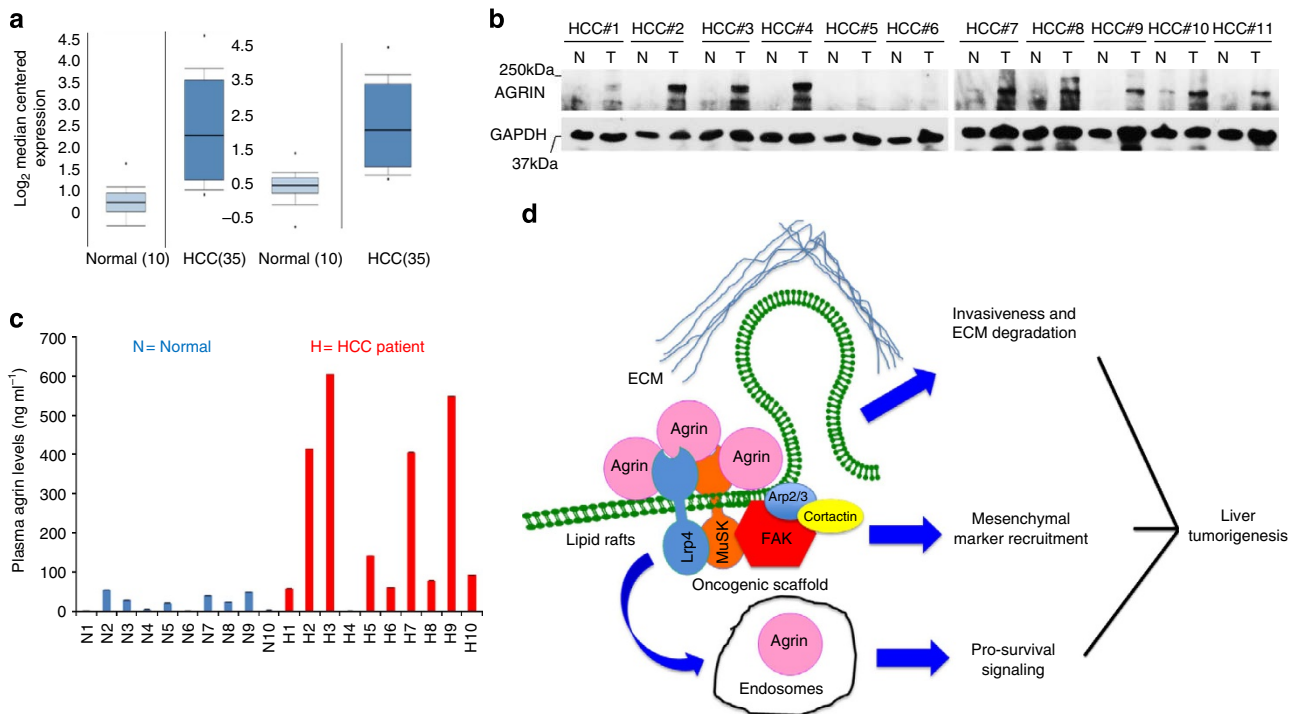 a
Log2 median centered
expression
4.5
4.0
3.5
3.0
2.5
2.0
1.5
1.0
0
4.5
3.5
2.5
1.5
0.5
−0.5
Normal (10)
HCC(35)
Normal (10)
HCC(35)
b
HCC#1 HCC#2 HCC#3 HCC#4 HCC#5 HCC#6 HCC#7 HCC#8 HCC#9 HCC#10 HCC#11
N T N T N T N T N T N T N T N T N T N T N T
250kDa
AGRIN
GAPDH
37kDa
c
Plasma agrin levels (ng ml−1)
700
600
500
400
300
200
100
0
N = Normal
H = HCC patient
N1 N2 N3 N4 N5 N6 N7 N8 N9 N10 H1 H2 H3 H4 H5 H6 H7 H8 H9 H10
d
ECM
Agrin
Agrin
Agrin
Arp2/3
Cortactin
Lipid rafts
Lrp4
MuSK
FAK
Oncogenic scaffold
Agrin
Endosomes
Invasiveness and
ECM degradation
Mesenchymal
marker recruitment
Pro-survival
signaling
Liver
tumorigenesis